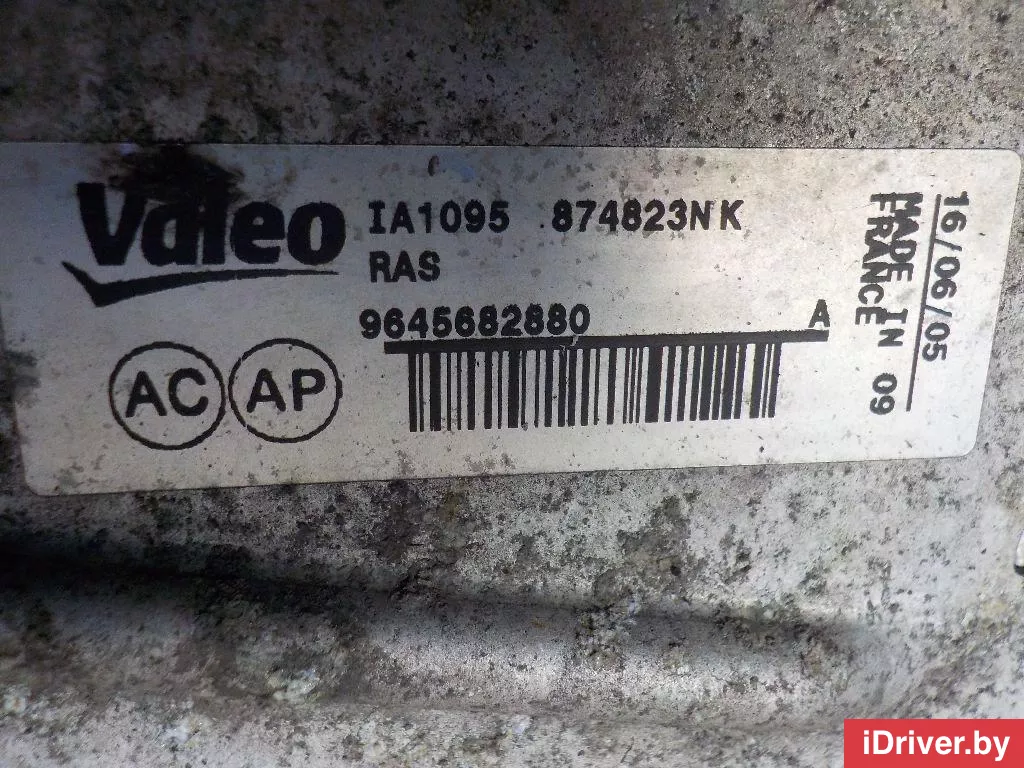 Valeo
IA1095 874823NK
RAS
9645682880 A
AC AP
16/06/05
MADE IN 09
FRANCE
iDriver.by